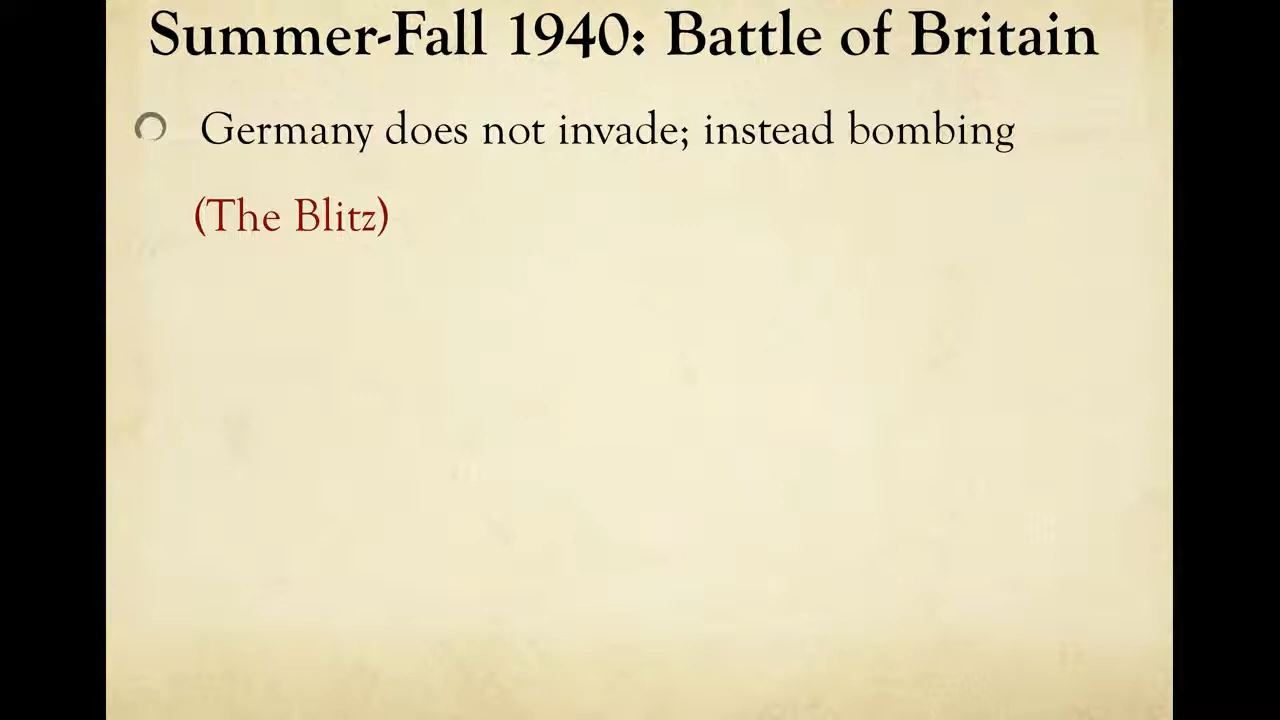 Summer-Fall 1940: Battle of Britain
Germany does not invade; instead bombing
(The Blitz)